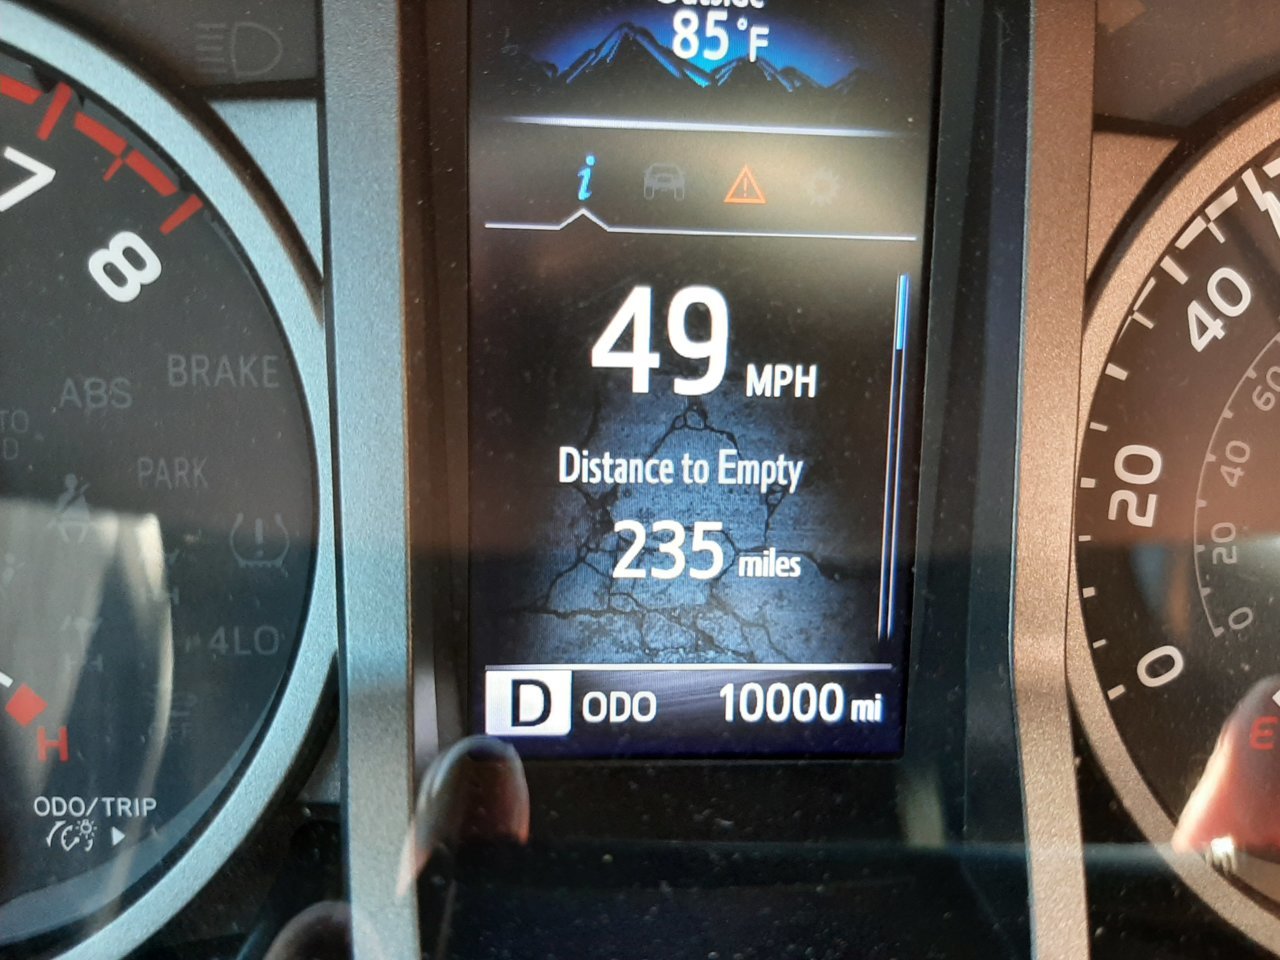 Outside
85°F
i
49 MPH
Distance to Empty
235 miles
D ODO 10000 mi
7
8
ABS
BRAKE
PARK
4LO
H
ODO/TRIP
40
20
0
60
40
20
0
E